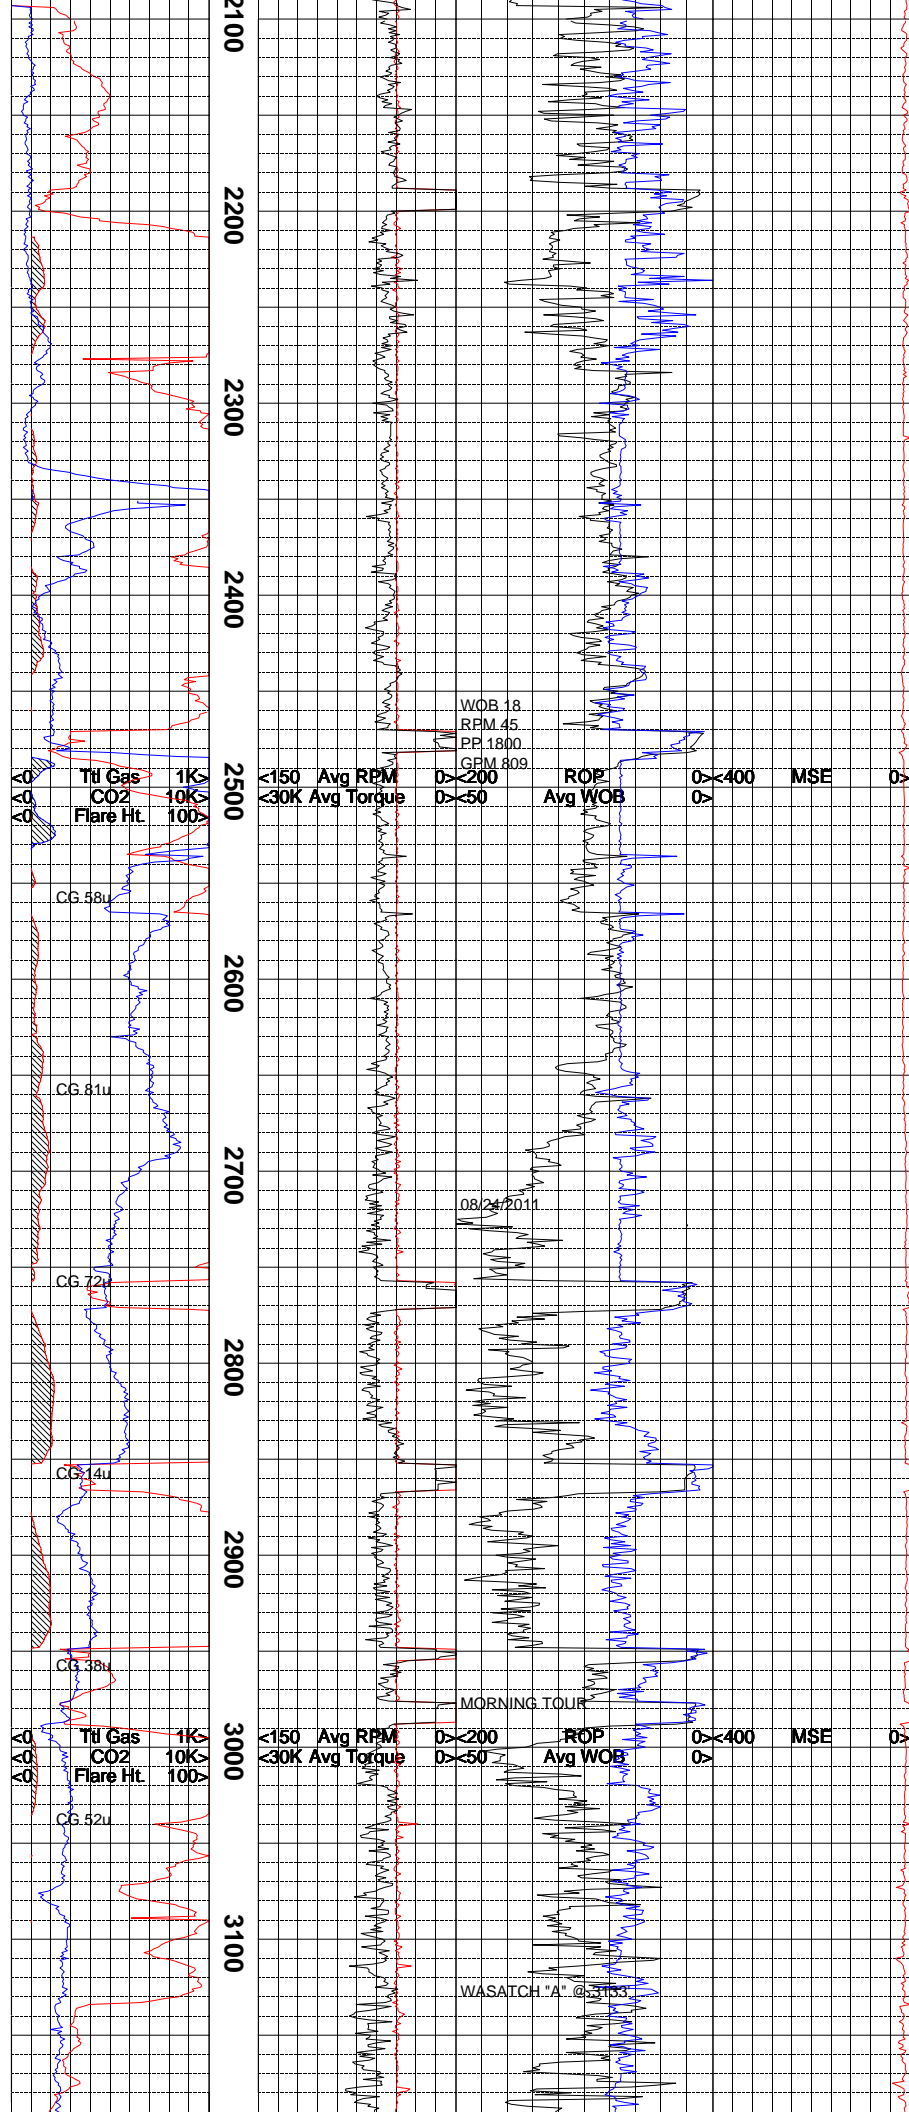 2100
2200
2300
2400
WOB 18
RPM 45
PP 1800
GPM 809
<0 Ttl Gas 1K> <150 Avg RPM 0><200 ROP 0><400 MSE 0>
<0 CO2 10K> <30K Avg Torque 0><50 Avg WOB 0>
<0 Flare Ht. 100>
2500
CG 58u
2600
CG 81u
2700
08/24/2011
CG 72u
2800
CG 14u
2900
CG 38u
MORNING TOUR
<0 Ttl Gas 1K> <150 Avg RPM 0><200 ROP 0><400 MSE 0>
<0 CO2 10K> <30K Avg Torque 0><50 Avg WOB 0>
<0 Flare Ht. 100>
3000
CG 52u
3100
WASATCH "A" @ 3133'